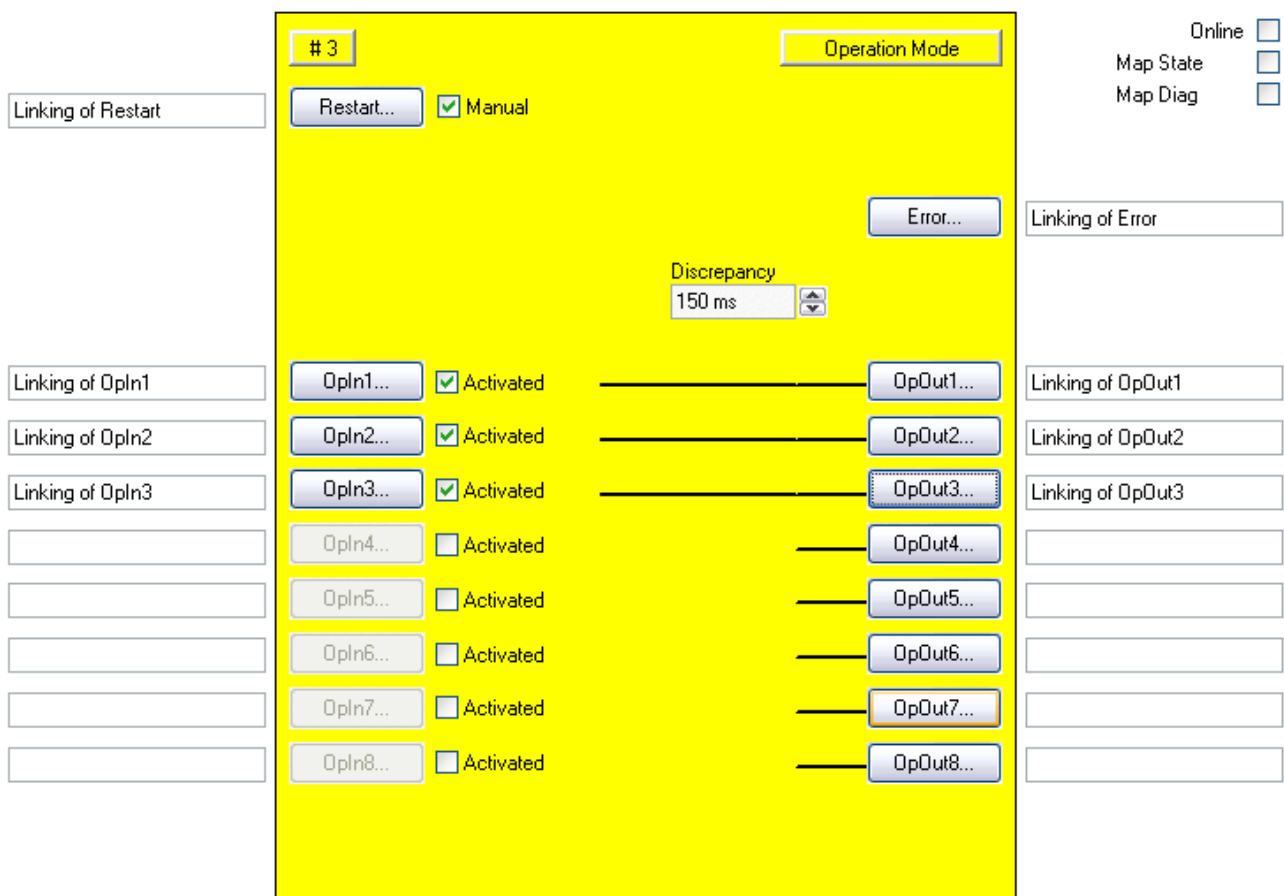 # 3
Operation Mode
Online
Map State
Map Diag
Linking of Restart
Restart...
Manual
Error...
Linking of Error
Discrepancy
150 ms
Linking of OpIn1
OpIn1...
Activated
OpOut1...
Linking of OpOut1
Linking of OpIn2
OpIn2...
Activated
OpOut2...
Linking of OpOut2
Linking of OpIn3
OpIn3...
Activated
OpOut3...
Linking of OpOut3
OpIn4...
Activated
OpOut4...
OpIn5...
Activated
OpOut5...
OpIn6...
Activated
OpOut6...
OpIn7...
Activated
OpOut7...
OpIn8...
Activated
OpOut8...